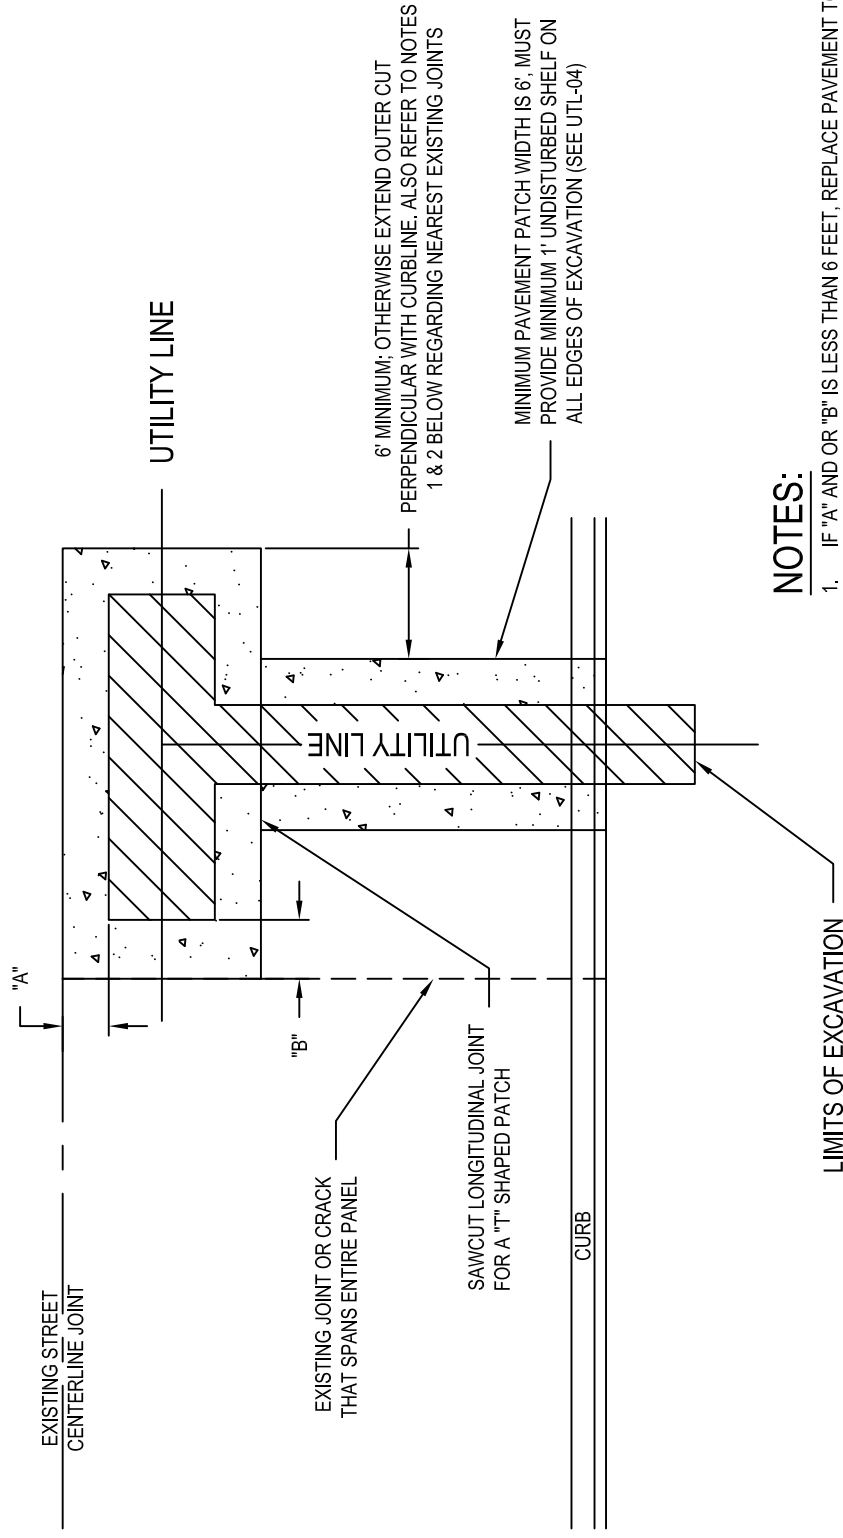 EXISTING STREET
CENTERLINE JOINT
"A"
UTILITY LINE
"B"
EXISTING JOINT OR CRACK
THAT SPANS ENTIRE PANEL
6' MINIMUM; OTHERWISE EXTEND OUTER CUT
PERPENDICULAR WITH CURBLINE. ALSO REFER TO NOTES
1 & 2 BELOW REGARDING NEAREST EXISTING JOINTS
UTILITY LINE
SAWCUT LONGITUDINAL JOINT
FOR A "T" SHAPED PATCH
MINIMUM PAVEMENT PATCH WIDTH IS 6', MUST
PROVIDE MINIMUM 1' UNDISTURBED SHELF ON
ALL EDGES OF EXCAVATION (SEE UTL-04)
CURB
LIMITS OF EXCAVATION
NOTES:
1. IF "A" AND OR "B" IS LESS THAN 6 FEET, REPLACE PAVEMENT